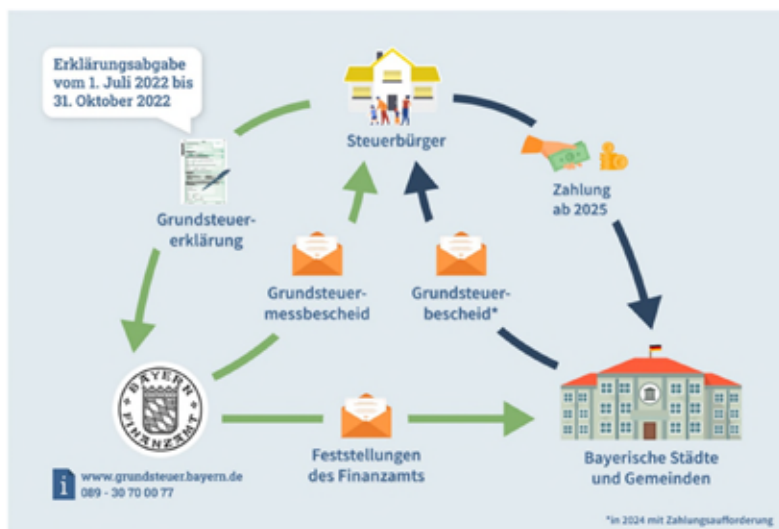 Erklärungsabgabe
vom 1. Juli 2022 bis
31. Oktober 2022
Steuerbürger
Grundsteuer-
erklärung
Zahlung
ab 2025
Grundsteuer-
messbescheid
Grundsteuer-
bescheid*
BAYERN
FINANZAMT
Feststellungen
des Finanzamts
Bayerische Städte
und Gemeinden
i
www.grundsteuer.bayern.de
089 - 30 70 00 77
*in 2024 mit Zahlungsaufforderung